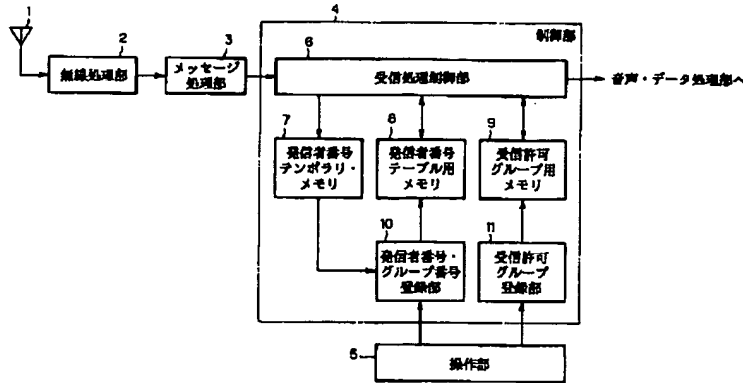 1
2
無線処理部
3
メッセージ
処理部
4
制御部
6
受信処理制御部
音声・データ処理部へ
7
発信者番号
テンポラリ・
メモリ
8
発信者番号
テーブル用
メモリ
9
受信許可
グループ用
メモリ
10
発信者番号・
グループ番号
登録部
11
受信許可
グループ
登録部
5
操作部